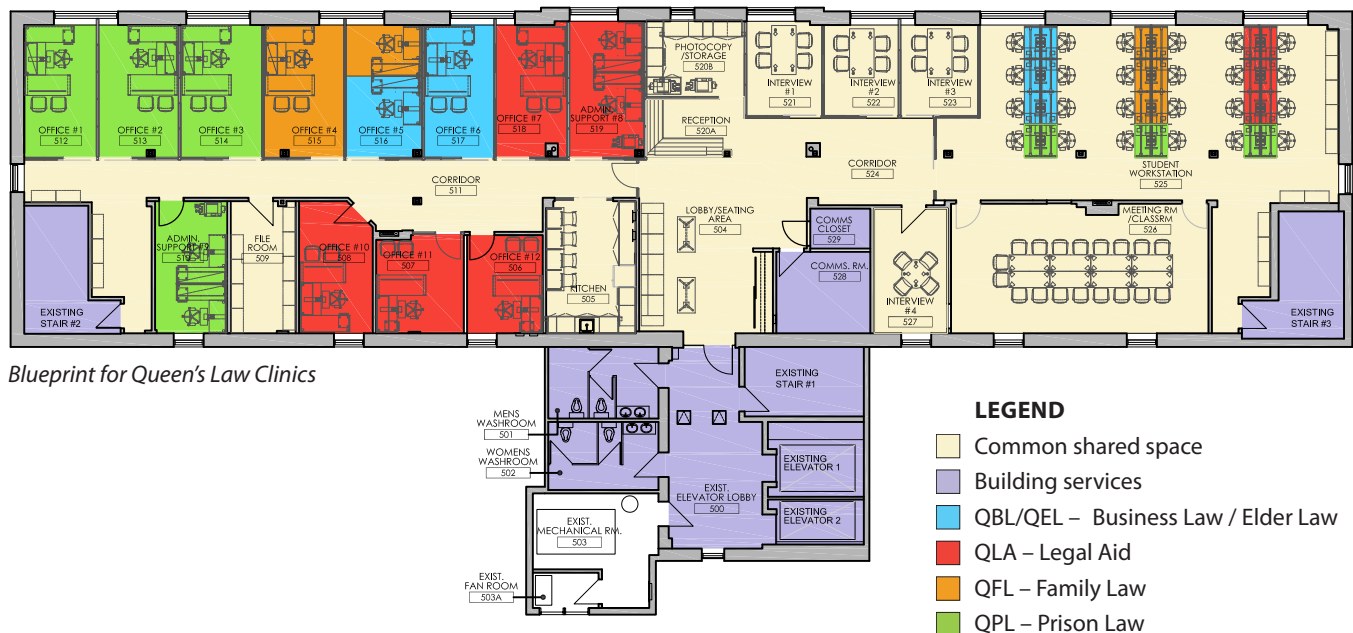 OFFICE #1
512
OFFICE #2
513
OFFICE #3
514
OFFICE #4
515
OFFICE #5
516
OFFICE #6
517
OFFICE #7
518
ADMIN.
SUPPORT #8
519
PHOTOCOPY
/STORAGE
520B
RECEPTION
520A
INTERVIEW
#1
521
INTERVIEW
#2
522
INTERVIEW
#3
523
CORRIDOR
511
CORRIDOR
524
STUDENT
WORKSTATION
525
EXISTING
STAIR #2
ADMIN.
SUPPORT #9
510
FILE
ROOM
509
OFFICE #10
508
OFFICE #11
507
OFFICE #12
506
KITCHEN
505
LOBBY/SEATING
AREA
504
COMMS
CLOSET
529
COMMS. RM.
528
INTERVIEW
#4
527
MEETING RM
/CLASSRM
526
EXISTING
STAIR #3
Blueprint for Queen's Law Clinics
MENS
WASHROOM
501
WOMENS
WASHROOM
502
EXISTING
STAIR #1
EXISTING
ELEVATOR 1
EXIST.
ELEVATOR LOBBY
500
EXISTING
ELEVATOR 2
EXIST.
MECHANICAL RM.
503
EXIST.
FAN ROOM
503A
LEGEND
Common shared space
Building services
QBL/QEL – Business Law / Elder Law
QLA – Legal Aid
QFL – Family Law
QPL – Prison Law